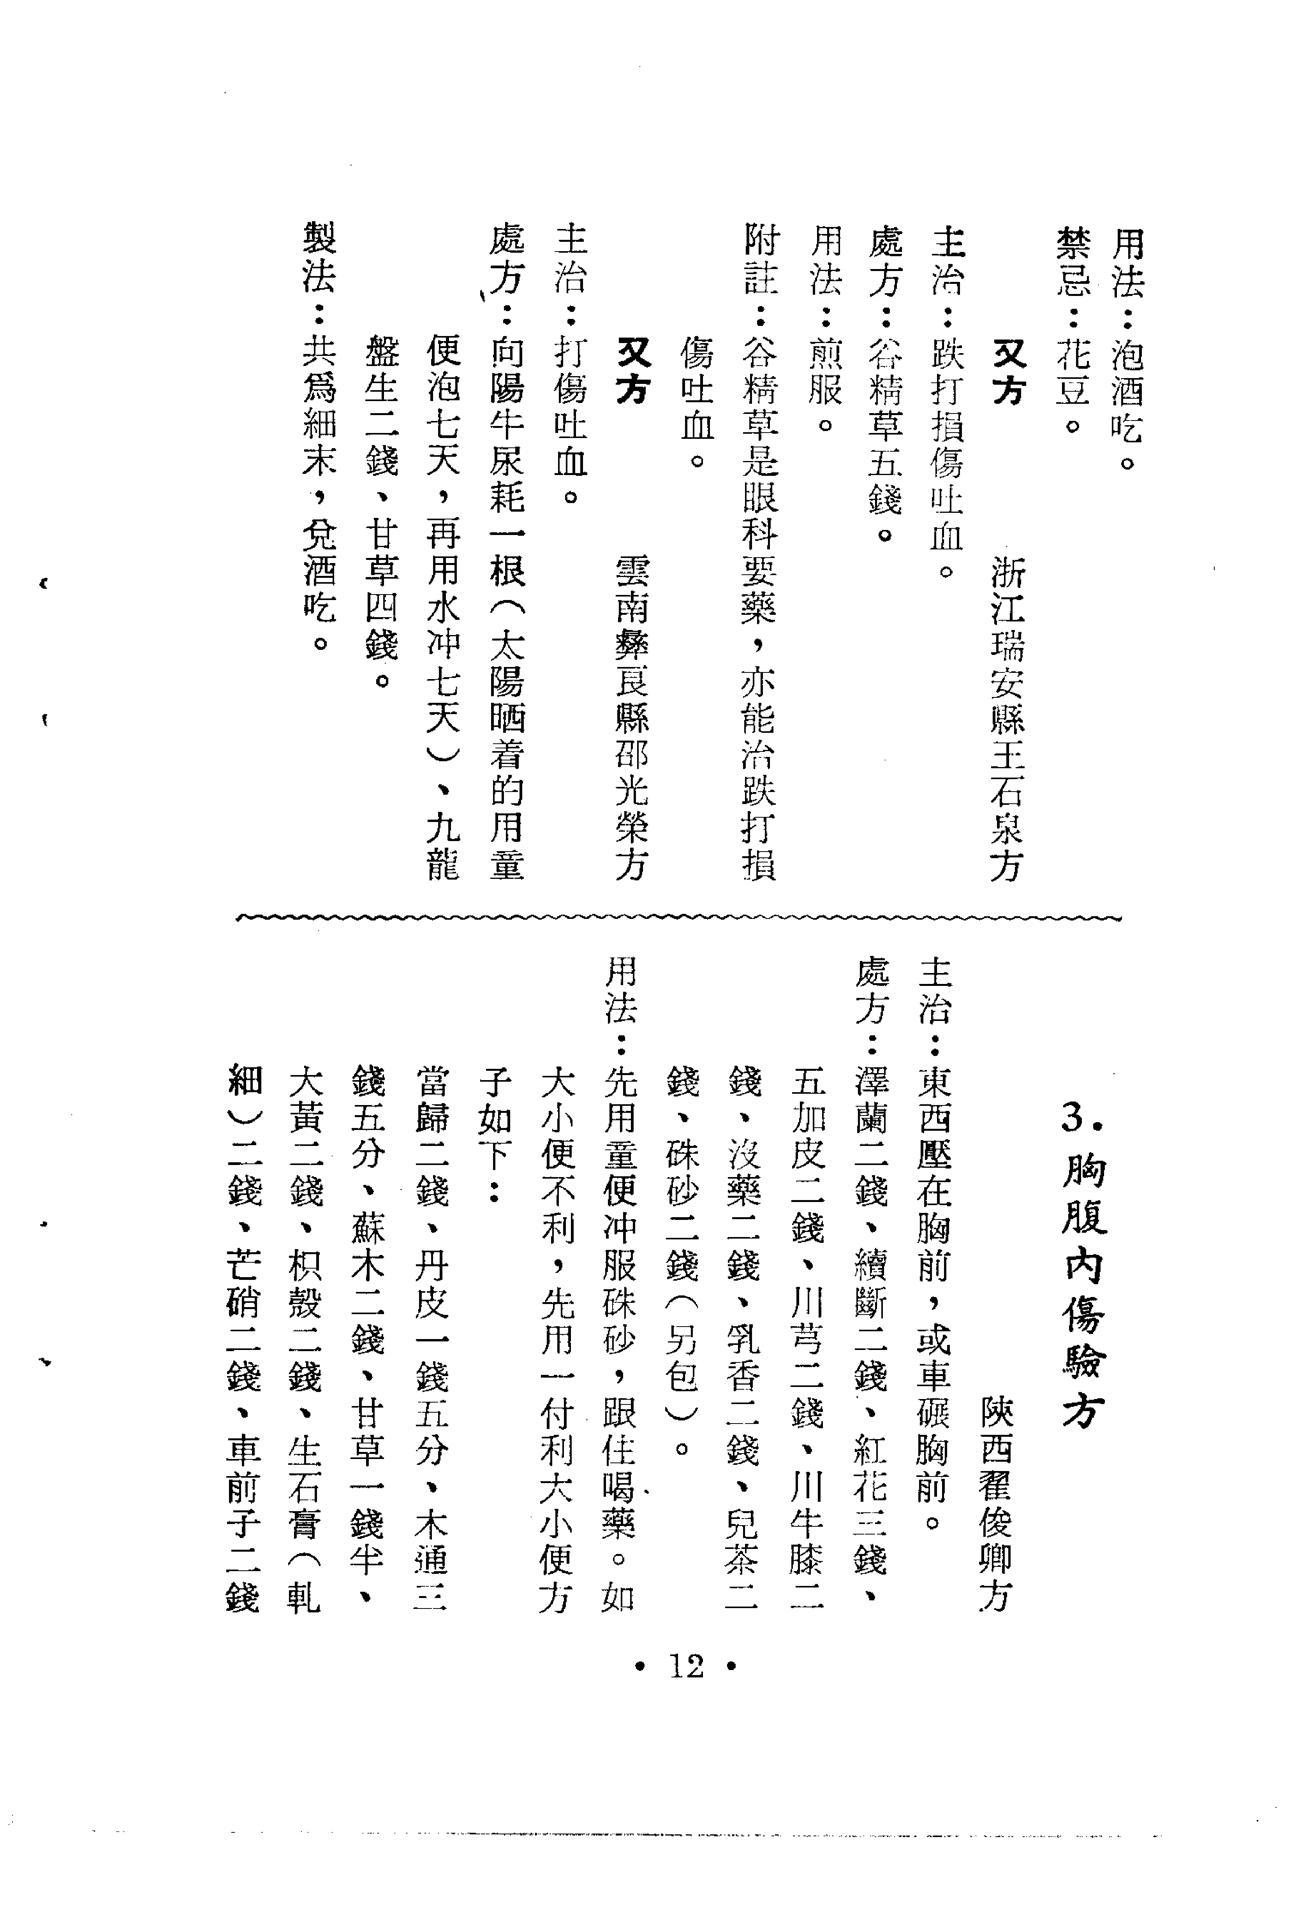 用法：泡酒吃。
禁忌：花豆。
又方　浙江瑞安縣王石泉方
主治：跌打損傷吐血。
處方：谷精草五錢。
用法：煎服。
附註：谷精草是眼科要藥，亦能治跌打損
傷吐血。
又方　雲南彝良縣邵光榮方
主治：打傷吐血。
處方：向陽牛尿耗一根（太陽晒着的用童
便泡七天，再用水冲七天）、九龍
盤生二錢、甘草四錢。
製法：共爲細末，兌酒吃。
3.胸腹内傷驗方
陝西翟俊卿方
主治：東西壓在胸前，或車碾胸前。
處方：澤蘭二錢、續斷二錢、紅花三錢、
五加皮二錢、川芎二錢、川牛膝二
錢、沒藥二錢、乳香二錢、兒茶二
錢、硃砂二錢（另包）。
用法：先用童便冲服硃砂，跟住喝藥。如
大小便不利，先用一付利大小便方
子如下：
當歸二錢、丹皮一錢五分、木通三
錢五分、蘇木二錢、甘草一錢半、
大黃二錢、枳殼二錢、生石膏（軋
細）二錢、芒硝二錢、車前子二錢
• 12 •